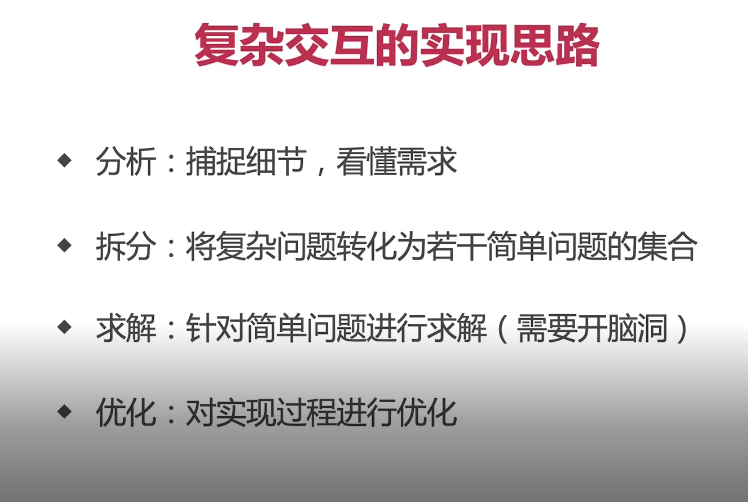 复杂交互的实现思路
分析：捕捉细节，看懂需求
拆分：将复杂问题转化为若干简单问题的集合
求解：针对简单问题进行求解（需要开脑洞）
优化：对实现过程进行优化